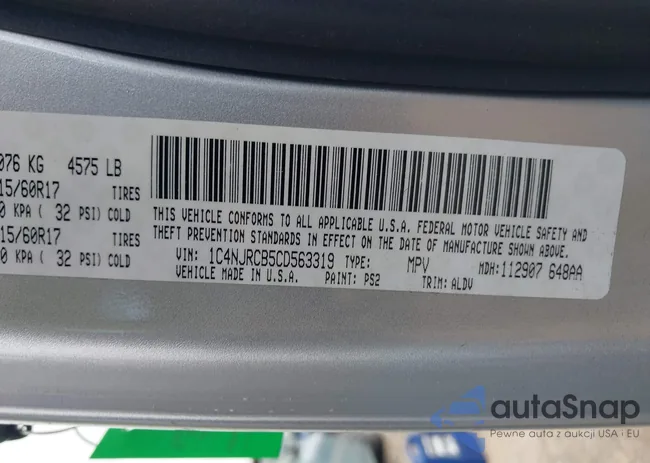 076 KG 4575 LB
15/60R17 TIRES
0 KPA ( 32 PSI) COLD
15/60R17 TIRES
0 KPA ( 32 PSI) COLD
THIS VEHICLE CONFORMS TO ALL APPLICABLE U.S.A. FEDERAL MOTOR VEHICLE SAFETY AND
THEFT PREVENTION STANDARDS IN EFFECT ON THE DATE OF MANUFACTURE SHOWN ABOVE.
VIN: 1C4NJRCB5CD563319 TYPE: MPV MDH:112907 648AA
VEHICLE MADE IN U.S.A. PAINT: PS2 TRIM: ALDV
autaSnap
Pewne auta z aukcji USA i EU